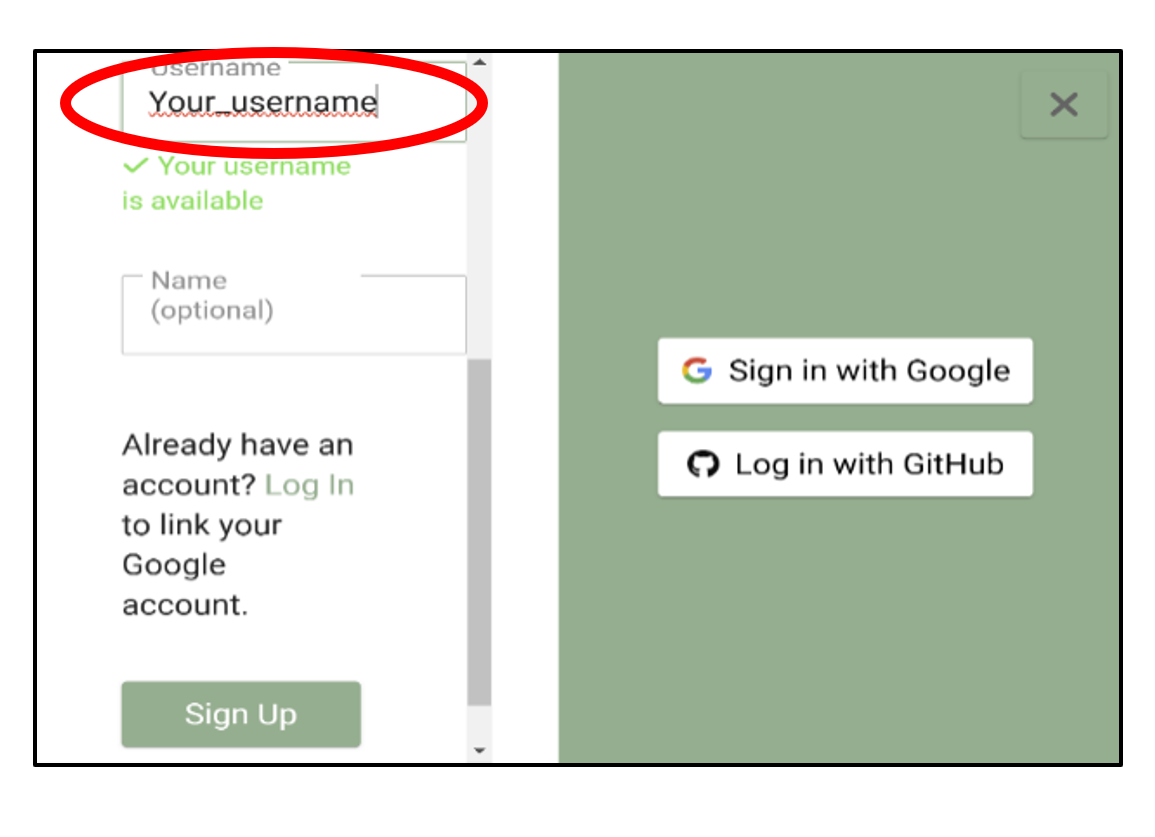 Username
Your_username
Your username
is available
Name
(optional)
Already have an
account? Log In
to link your
Google
account.
Sign Up
Sign in with Google
Log in with GitHub